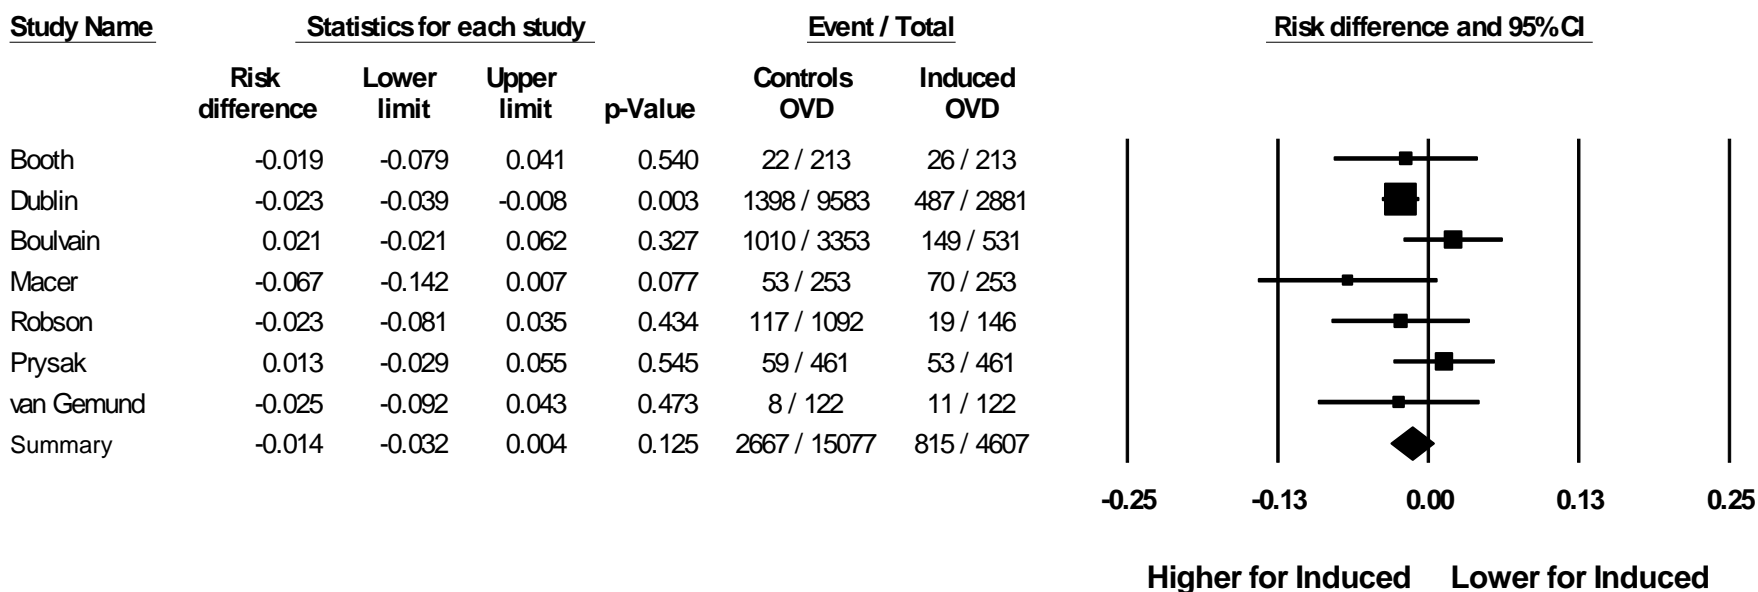 Study Name Statistics for each study Event / Total Risk difference and 95% CI
Risk difference Lower limit Upper limit p-Value Controls OVD Induced OVD
Booth -0.019 -0.079 0.041 0.540 22 / 213 26 / 213
Dublin -0.023 -0.039 -0.008 0.003 1398 / 9583 487 / 2881
Boulvain 0.021 -0.021 0.062 0.327 1010 / 3353 149 / 531
Macer -0.067 -0.142 0.007 0.077 53 / 253 70 / 253
Robson -0.023 -0.081 0.035 0.434 117 / 1092 19 / 146
Prysak 0.013 -0.029 0.055 0.545 59 / 461 53 / 461
van Gemund -0.025 -0.092 0.043 0.473 8 / 122 11 / 122
Summary -0.014 -0.032 0.004 0.125 2667 / 15077 815 / 4607
-0.25 -0.13 0.00 0.13 0.25
Higher for Induced Lower for Induced